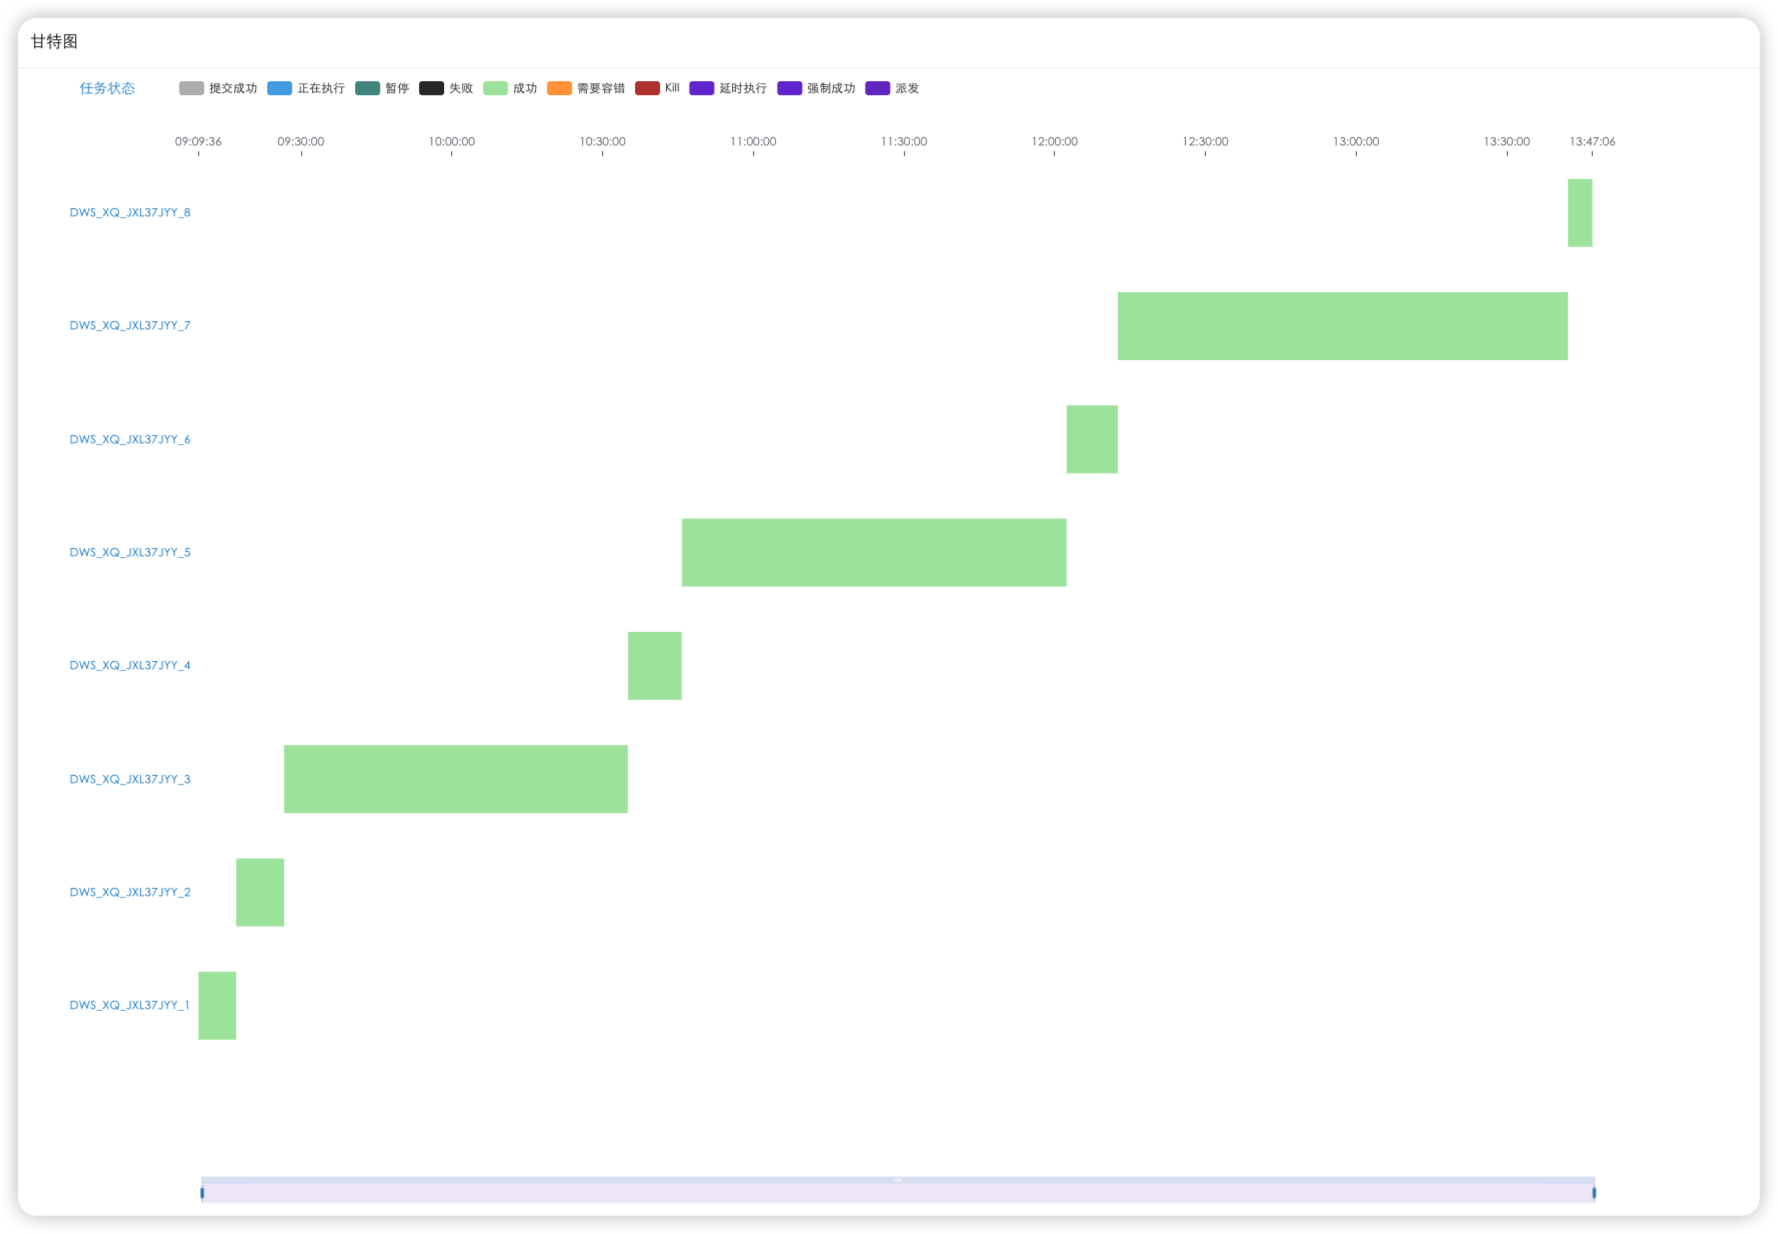 甘特图
任务状态 提交成功 正在执行 暂停 失败 成功 需要容错 Kill 延时执行 强制成功 派发
09:09:36 09:30:00 10:00:00 10:30:00 11:00:00 11:30:00 12:00:00 12:30:00 13:00:00 13:30:00 13:47:06
DWS_XQ_JXL37JYY_8
DWS_XQ_JXL37JYY_7
DWS_XQ_JXL37JYY_6
DWS_XQ_JXL37JYY_5
DWS_XQ_JXL37JYY_4
DWS_XQ_JXL37JYY_3
DWS_XQ_JXL37JYY_2
DWS_XQ_JXL37JYY_1